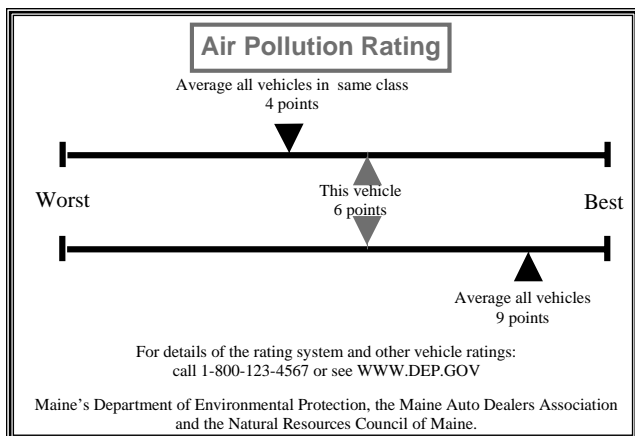 Air Pollution Rating
Average all vehicles in same class
4 points
Worst
This vehicle
6 points
Best
Average all vehicles
9 points
For details of the rating system and other vehicle ratings:
call 1-800-123-4567 or see WWW.DEP.GOV
Maine’s Department of Environmental Protection, the Maine Auto Dealers Association
and the Natural Resources Council of Maine.